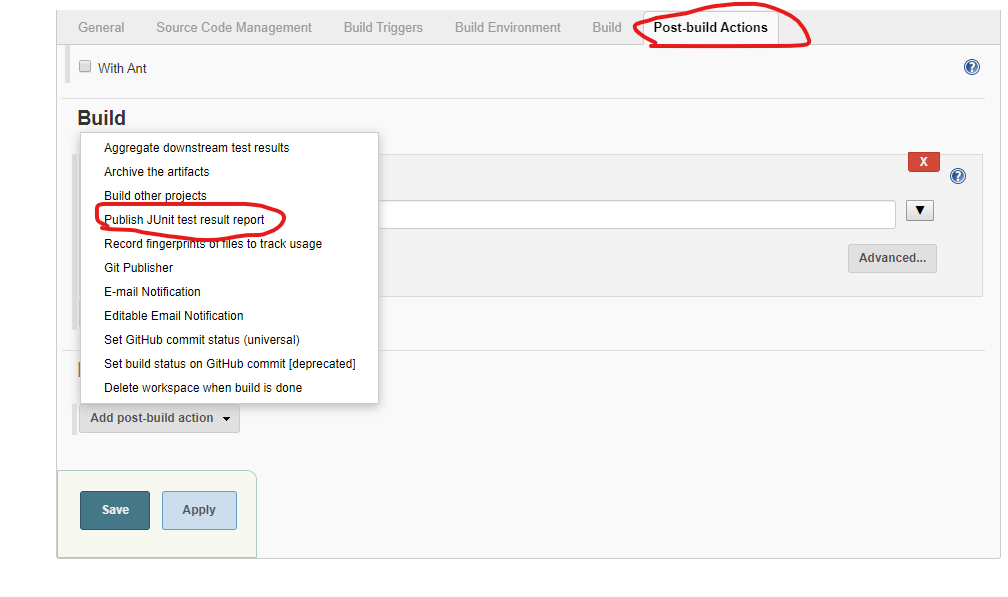 General Source Code Management Build Triggers Build Environment Build Post-build Actions
With Ant ?
Build
Aggregate downstream test results
Archive the artifacts
X
?
Build other projects
Publish JUnit test result report
▼
Record fingerprints of files to track usage
Advanced...
Git Publisher
E-mail Notification
Editable Email Notification
Set GitHub commit status (universal)
Set build status on GitHub commit [deprecated]
Delete workspace when build is done
Add post-build action
Save Apply